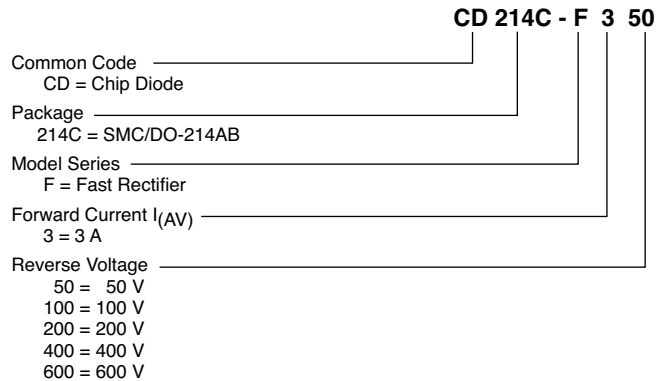 CD 214C - F 3 50
Common Code
CD = Chip Diode
Package
214C = SMC/DO-214AB
Model Series
F = Fast Rectifier
Forward Current I(AV)
3 = 3 A
Reverse Voltage
50 = 50 V
100 = 100 V
200 = 200 V
400 = 400 V
600 = 600 V